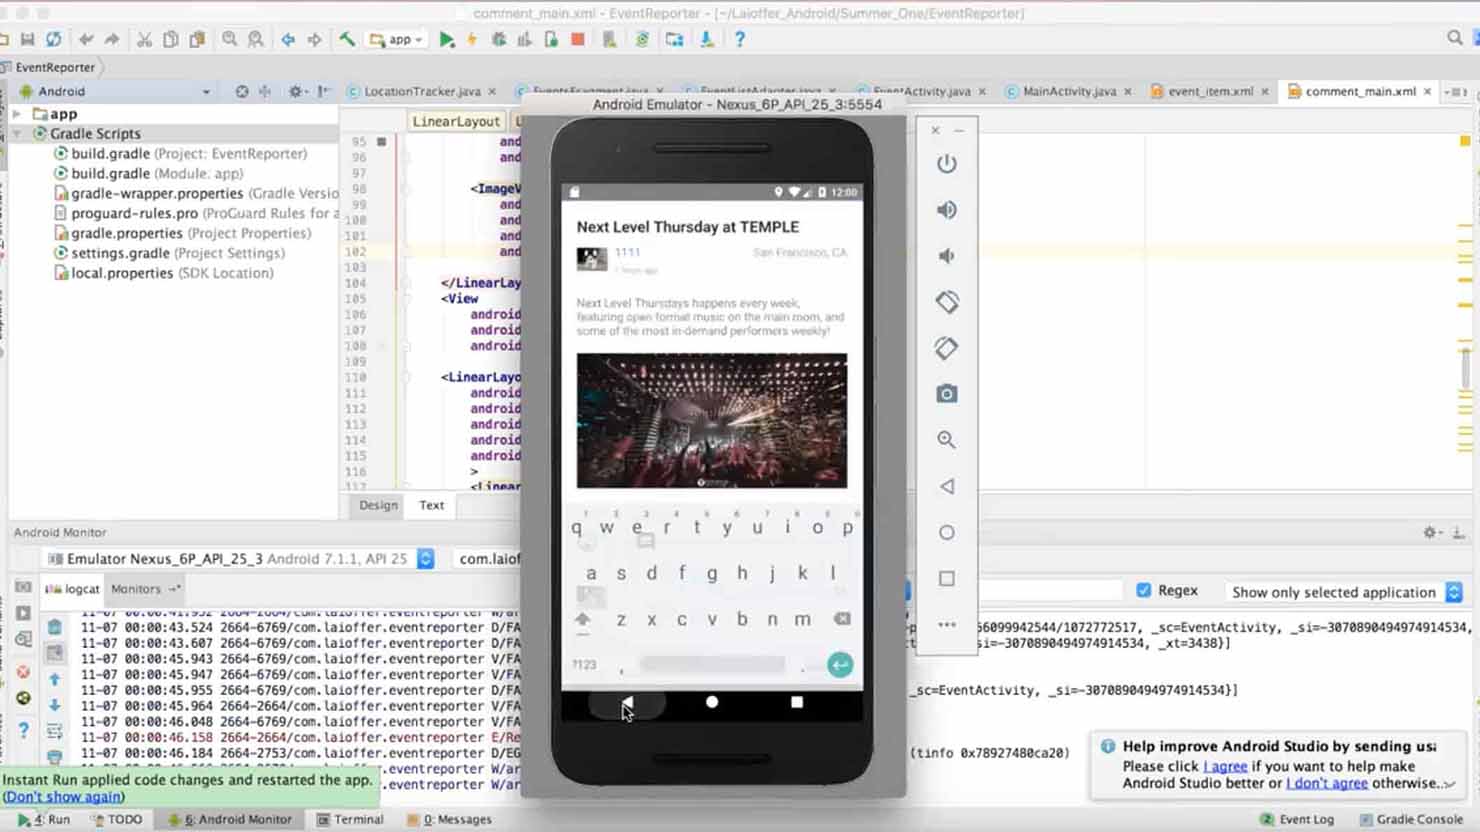 comment_main.xml - EventReporter - [~/Laioffer_Android/Summer_One/EventReporter]
app
EventReporter
Android
LocationTracker.java
EventListAdapter.java
EventActivity.java
MainActivity.java
event_item.xml
comment_main.xml
Android Emulator - Nexus_6P_API_25_3:5554
app
Gradle Scripts
build.gradle (Project: EventReporter)
build.gradle (Module: app)
gradle-wrapper.properties (Gradle Versio
proguard-rules.pro (ProGuard Rules for a
gradle.properties (Project Properties)
settings.gradle (Project Settings)
local.properties (SDK Location)
LinearLayout
95 and
96 and
97
98 <ImageV
99 and
100 and
101 and
102 and
103
104 </LinearLay
105 <View
106 android
107 android
108 android
109
110 <LinearLayo
111 android
112 android
113 android
114 android
115 android
116 >
117 <Linear
Design Text
12:00
Next Level Thursday at TEMPLE
1111
San Francisco, CA
Next Level Thursdays happens every week,
featuring open format music on the main room, and
some of the most in-demand performers weekly!
q w e r t y u i o p
a s d f g h j k l
z x c v b n m
?123 , .
Android Monitor
Emulator Nexus_6P_API_25_3 Android 7.1.1, API 25
com.laiof
logcat
Monitors
Regex
Show only selected application
11-07 00:00:41.952 2664-2664/com.laioffer.eventreporter W/ar
11-07 00:00:43.524 2664-6769/com.laioffer.eventreporter D/FA
56099942544/1072772517, _sc=EventActivity, _si=-3070890494974914534,
11-07 00:00:43.607 2664-6769/com.laioffer.eventreporter D/FA
si=-3070890494974914534, _xt=3438}]
11-07 00:00:45.943 2664-6769/com.laioffer.eventreporter V/FA
11-07 00:00:45.947 2664-6769/com.laioffer.eventreporter V/FA
11-07 00:00:45.955 2664-6769/com.laioffer.eventreporter D/FA
_sc=EventActivity, _si=-3070890494974914534}]
11-07 00:00:45.964 2664-2664/com.laioffer.eventreporter V/FA
11-07 00:00:46.048 2664-6769/com.laioffer.eventreporter V/FA
11-07 00:00:46.158 2664-2664/com.laioffer.eventreporter E/Re
11-07 00:00:46.184 2664-2753/com.laioffer.eventreporter D/EG
(tinfo 0x78927480ca20)
eventreporter W/ar
eventreporter W/ar
Instant Run applied code changes and restarted the app.
(Don't show again)
Help improve Android Studio by sending usa
Please click I agree if you want to help make
Android Studio better or I don't agree otherwise...
4: Run
TODO
6: Android Monitor
Terminal
0: Messages
2 Event Log
Gradle Console